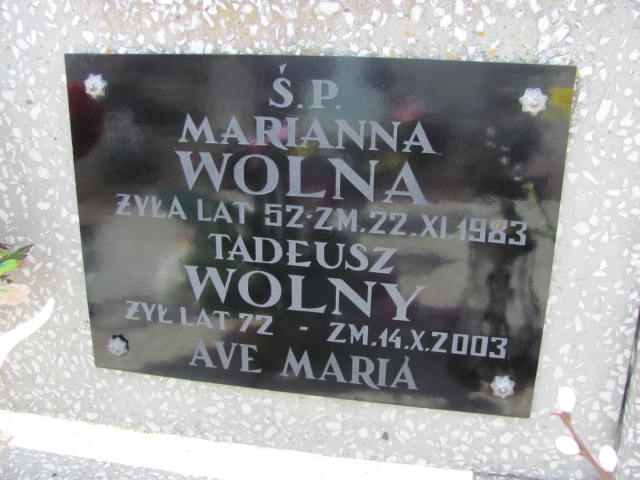 Ś.P.
MARIANNA
WOLNA
ŻYŁA LAT 52-ZM.22.XI.1983
TADEUSZ
WOLNY
ŻYŁ LAT 72 - ZM.14.X.2003
AVE MARIA